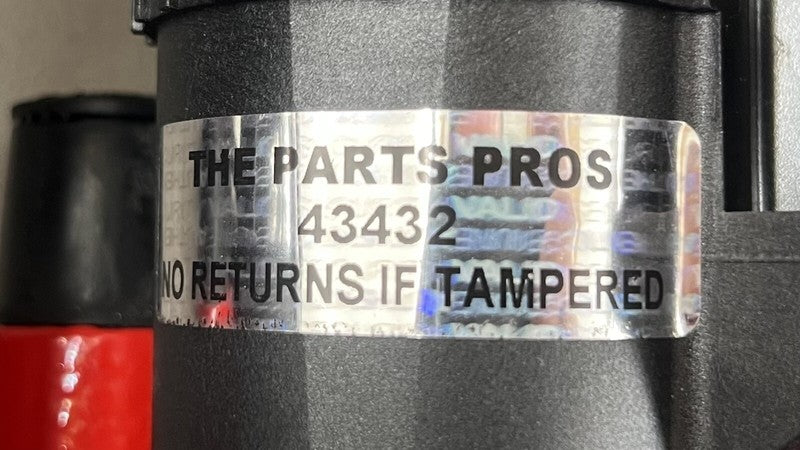 THE PARTS PROS
43432
NO RETURNS IF TAMPERED